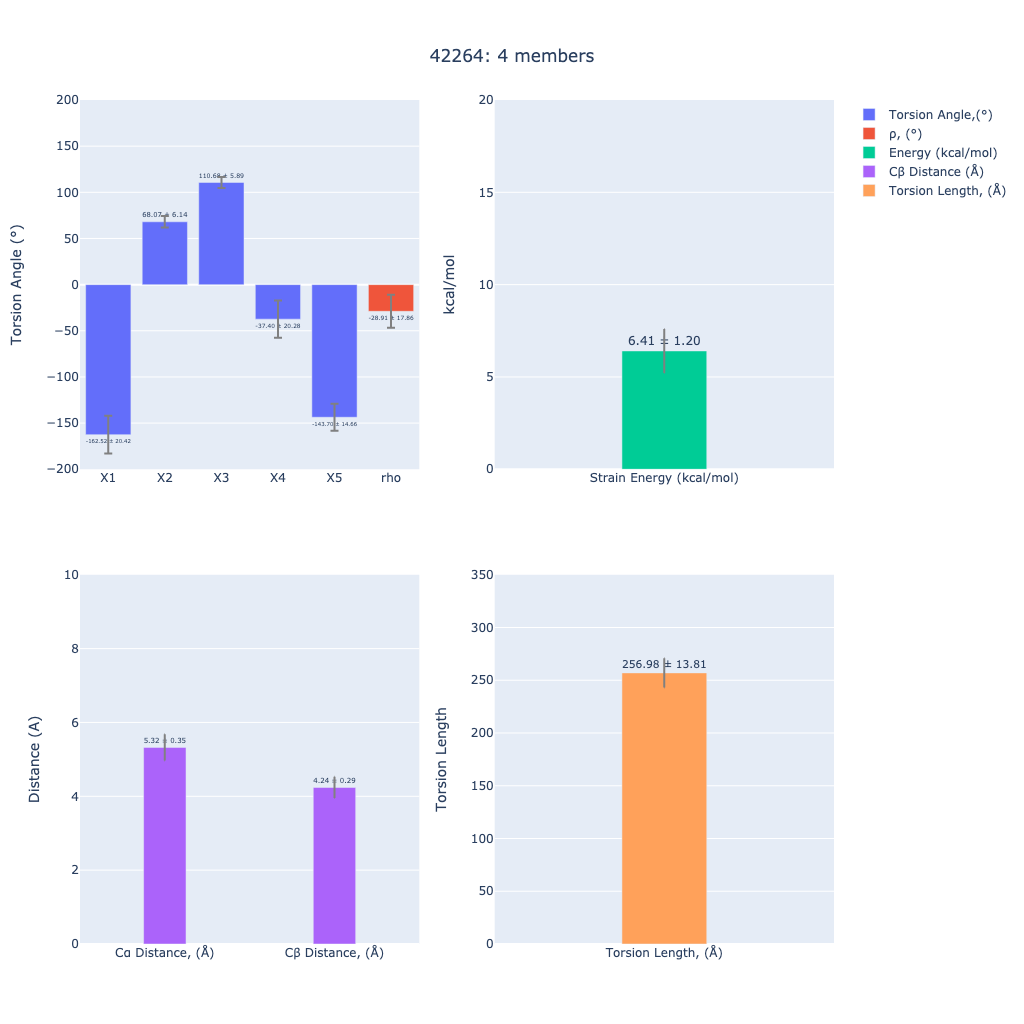 42264: 4 members
Torsion Angle (°)
200
150
100
50
0
−50
−100
−150
−200
-162.52 ± 20.42
68.07 ± 6.14
110.68 ± 5.89
-37.40 ± 20.28
-143.70 ± 14.66
-28.91 ± 17.86
X1 X2 X3 X4 X5 rho
kcal/mol
20
15
10
5
0
6.41 ± 1.20
Strain Energy (kcal/mol)
Torsion Angle,(°)
ρ, (°)
Energy (kcal/mol)
Cβ Distance (Å)
Torsion Length, (Å)
Distance (A)
10
8
6
4
2
0
5.32 ± 0.35
4.24 ± 0.29
Cα Distance, (Å) Cβ Distance, (Å)
Torsion Length
350
300
250
200
150
100
50
0
256.98 ± 13.81
Torsion Length, (Å)